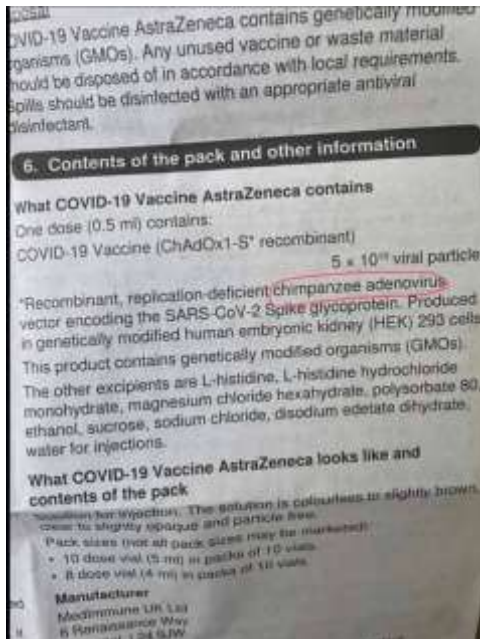 posal
OVID-19 Vaccine AstraZeneca contains genetically modified
rganisms (GMOs). Any unused vaccine or waste material
hould be disposed of in accordance with local requirements.
Spills should be disinfected with an appropriate antiviral
disinfectant.
6. Contents of the pack and other information
What COVID-19 Vaccine AstraZeneca contains
One dose (0.5 ml) contains:
COVID-19 Vaccine (ChAdOx1-S* recombinant)
5 × 10¹⁰ viral particle
*Recombinant, replication-deficient chimpanzee adenovirus
vector encoding the SARS-CoV-2 Spike glycoprotein. Produced
in genetically modified human embryonic kidney (HEK) 293 cells.
This product contains genetically modified organisms (GMOs).
The other excipients are L-histidine, L-histidine hydrochloride
monohydrate, magnesium chloride hexahydrate, polysorbate 80,
ethanol, sucrose, sodium chloride, disodium edetate dihydrate,
water for injections.
What COVID-19 Vaccine AstraZeneca looks like and
contents of the pack
for injection. The solution is colourless to slightly brown,
clear to slightly opaque and particle free.
Pack sizes (not all pack sizes may be marketed):
• 10 dose vial (5 ml) in packs of 10 vials.
• 8 dose vial (4 ml) in packs of 10 vials.
Manufacturer
MedImmune UK Ltd
6 Renaissance Way